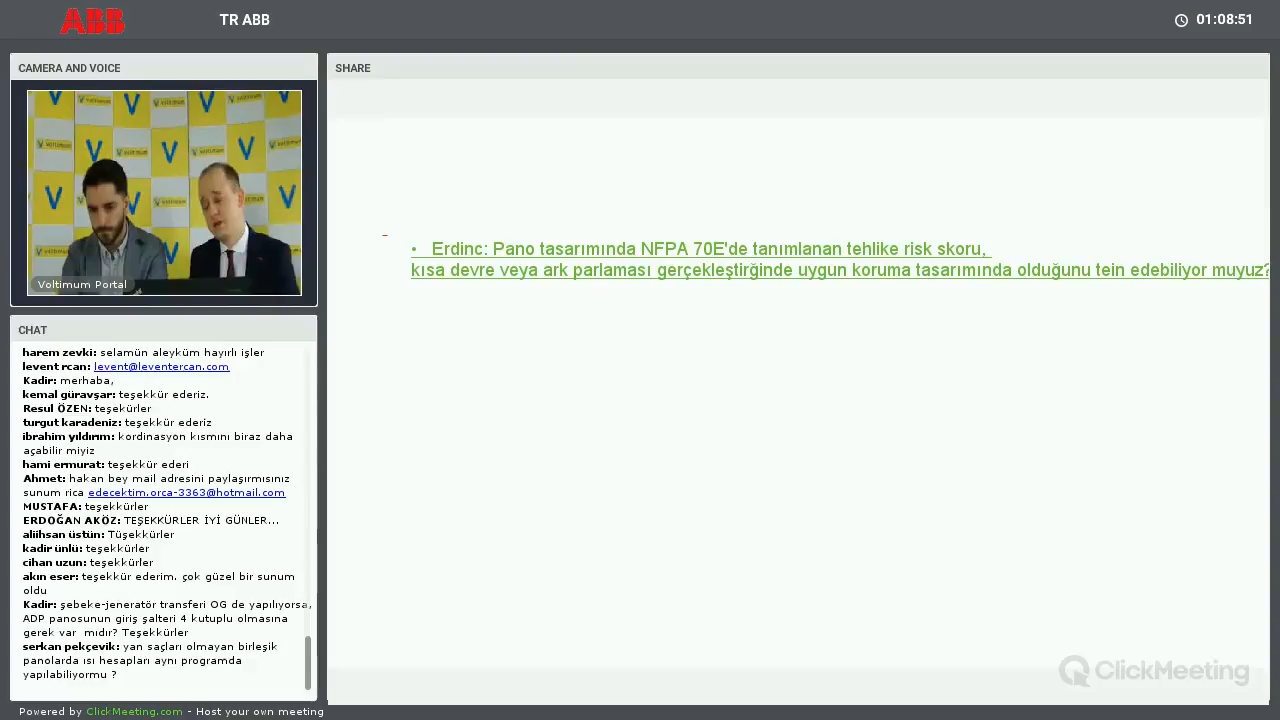 ABB
TR ABB
01:08:51
CAMERA AND VOICE
SHARE
VOLTIMUM
Voltimum Portal
- 
• Erdinc: Pano tasarımında NFPA 70E'de tanımlanan tehlike risk skoru,
kısa devre veya ark parlaması gerçekleştirğinde uygun koruma tasarımında olduğunu tein edebiliyor muyuz?
CHAT
harem zevki: selamün aleyküm hayırlı işler
levent rcan: levent@leventercan.com
Kadir: merhaba,
kemal güravşar: teşekkür ederiz.
Resul ÖZEN: teşekürler
turgut karadeniz: teşekkür ederiz
ibrahim yıldırım: kordinasyon kısmını biraz daha
açabilir miyiz
hami ermurat: teşekkür ederi
Ahmet: hakan bey mail adresini paylaşırmısınız
sunum rica edecektim.orca-3363@hotmail.com
MUSTAFA: teşekkürler
ERDOĞAN AKÖZ: TEŞEKKÜRLER İYİ GÜNLER...
aliihsan üstün: Tüşekkürler
kadir ünlü: teşekkürler
cihan uzun: teşekkürler
akın eser: teşekkür ederim. çok güzel bir sunum
oldu
Kadir: şebeke-jeneratör transferi OG de yapılıyorsa,
ADP panosunun giriş şalteri 4 kutuplu olmasına
gerek var mıdır? Teşekkürler
serkan pekçevik: yan saçları olmayan birleşik
panolarda ısı hesapları aynı programda
yapılabiliyormu ?
ClickMeeting
Powered by ClickMeeting.com - Host your own meeting